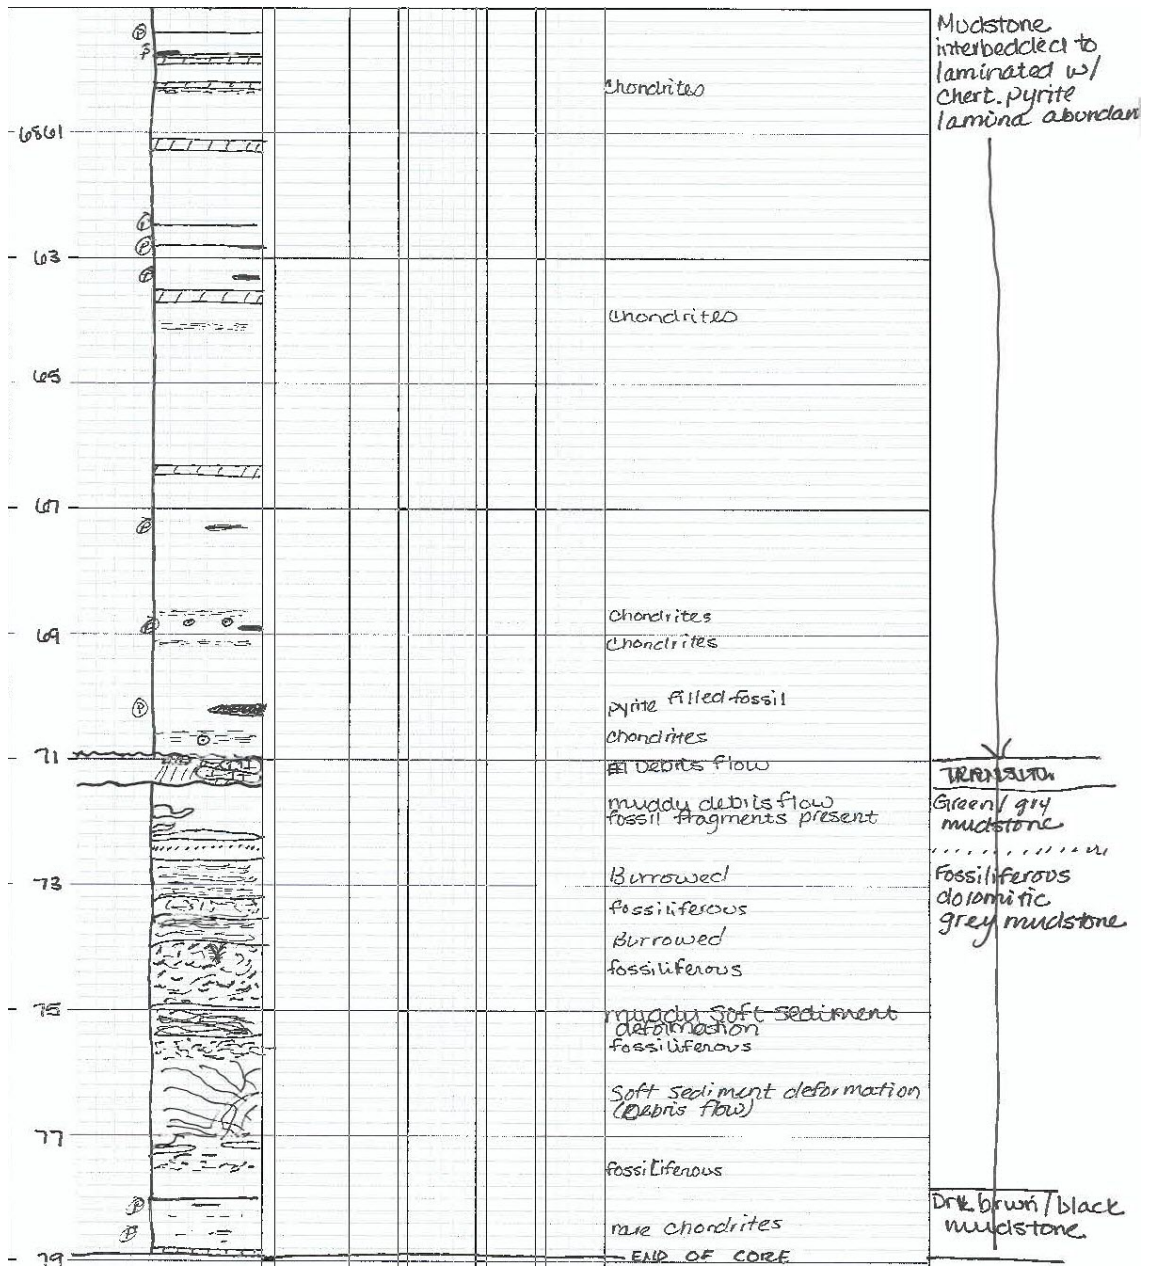 Mudstone
interbedded to
laminated w/
Chert. pyrite
lamina abundan
P
P
Chondrites
6861
P
P
63
P
Chondrites
65
67
P
Chondrites
69
Chondrites
pyrite filled fossil
P
chondrites
71
Debris flow
muddy debris flow
fossil fragments present
Green/gry
mudstone
73
Burrowed
Fossiliferous
dolomitic
grey mudstone
fossiliferous
Burrowed
fossiliferous
75
muddy soft sediment
deformation
fossiliferous
Soft sediment deformation
(Debris flow)
77
fossiliferous
Drk brwn/black
mudstone
P
P
rare chondrites
79
END OF CORE